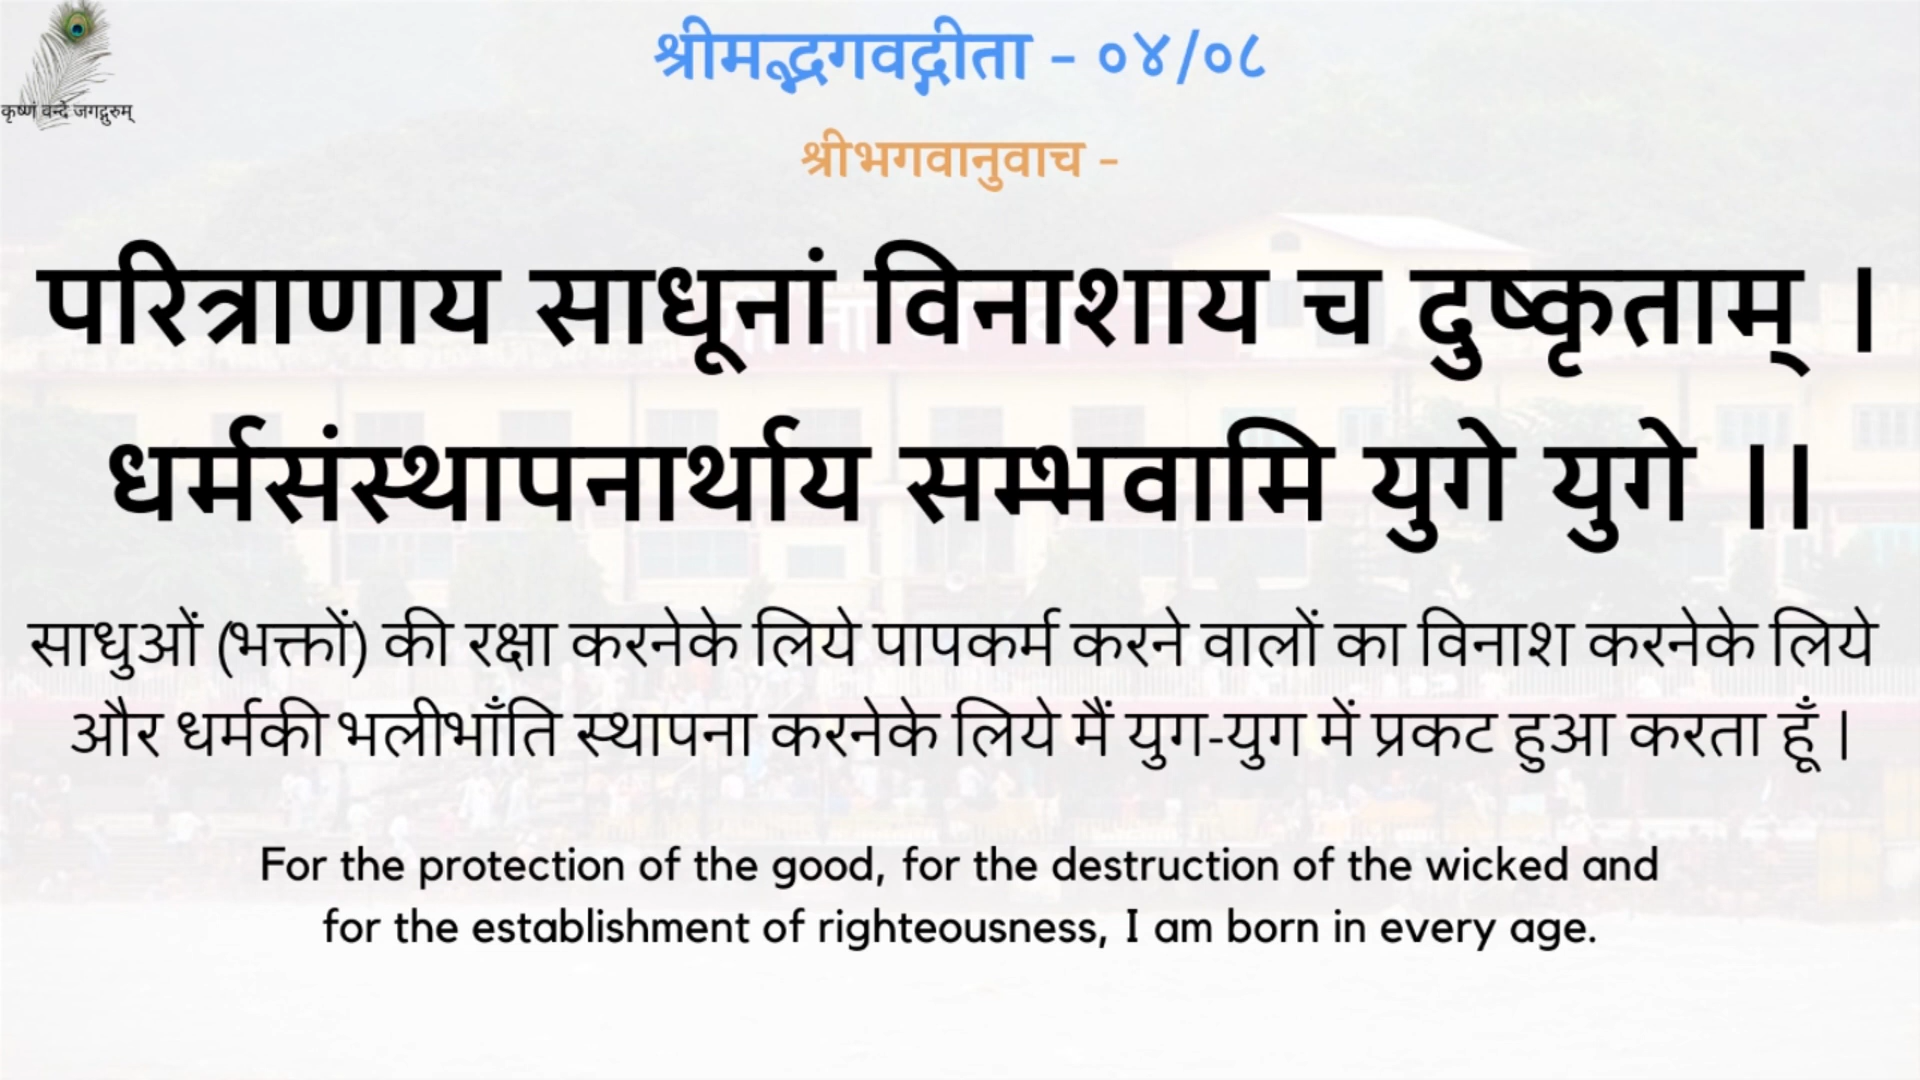 कृष्णं वन्दे जगद्गुरुम्
श्रीमद्भगवद्गीता - ०४/०८
श्रीभगवानुवाच -
परित्राणाय साधूनां विनाशाय च दुष्कृताम् ।
धर्मसंस्थापनार्थाय सम्भवामि युगे युगे ।।
साधुओं (भक्तों) की रक्षा करनेके लिये पापकर्म करने वालों का विनाश करनेके लिये
और धर्मकी भलीभाँति स्थापना करनेके लिये मैं युग-युग में प्रकट हुआ करता हूँ ।
For the protection of the good, for the destruction of the wicked and
for the establishment of righteousness, I am born in every age.